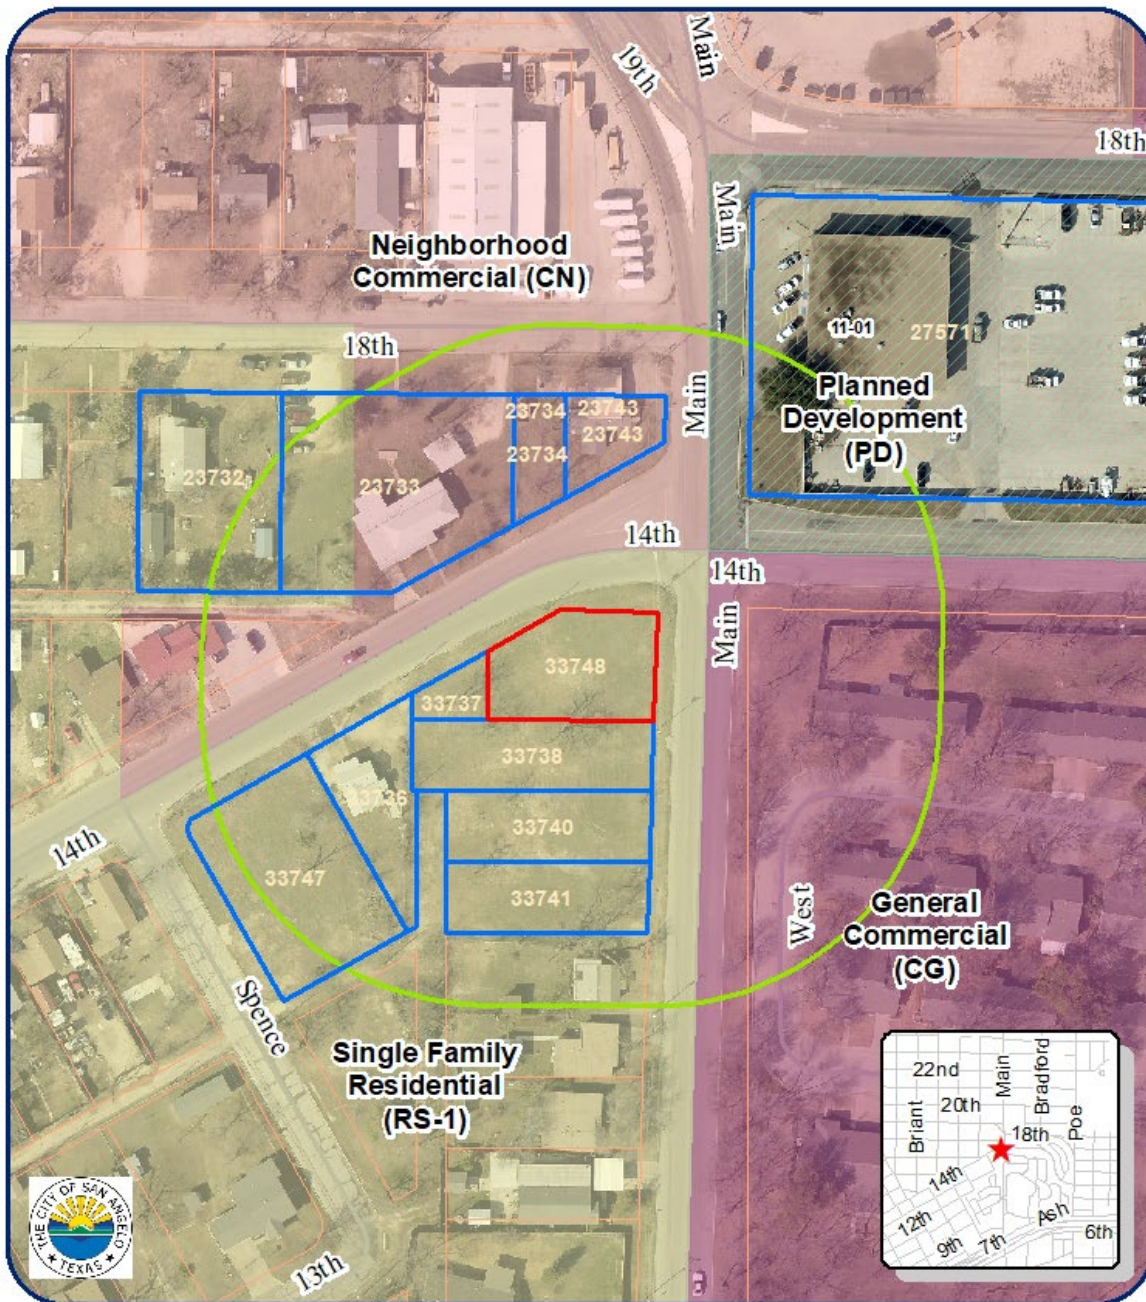 Main
19th
18th
Main
Neighborhood
Commercial (CN)
11-01
27571
18th
Planned
Development
(PD)
Main
23734
23743
23743
23734
23732
23733
14th
14th
Main
33748
33737
33738
33740
33741
33747
14th
West
General
Commercial
(CG)
Spence
Single Family
Residential
(RS-1)
13th
THE CITY OF SAN ANGELO
TEXAS
22nd
Main
Bradford
20th
Briant
18th
Poe
14th
12th
Ash
9th
7th
6th